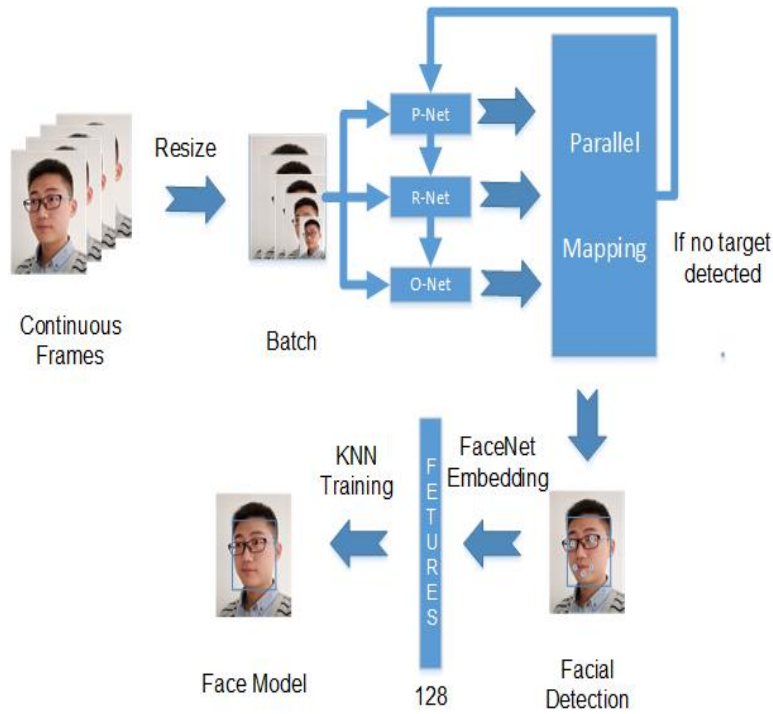 Resize
Continuous
Frames
Batch
P-Net
R-Net
O-Net
Parallel
Mapping
If no target
detected
KNN
Training
FETURES
FaceNet
Embedding
Face Model
128
Facial
Detection